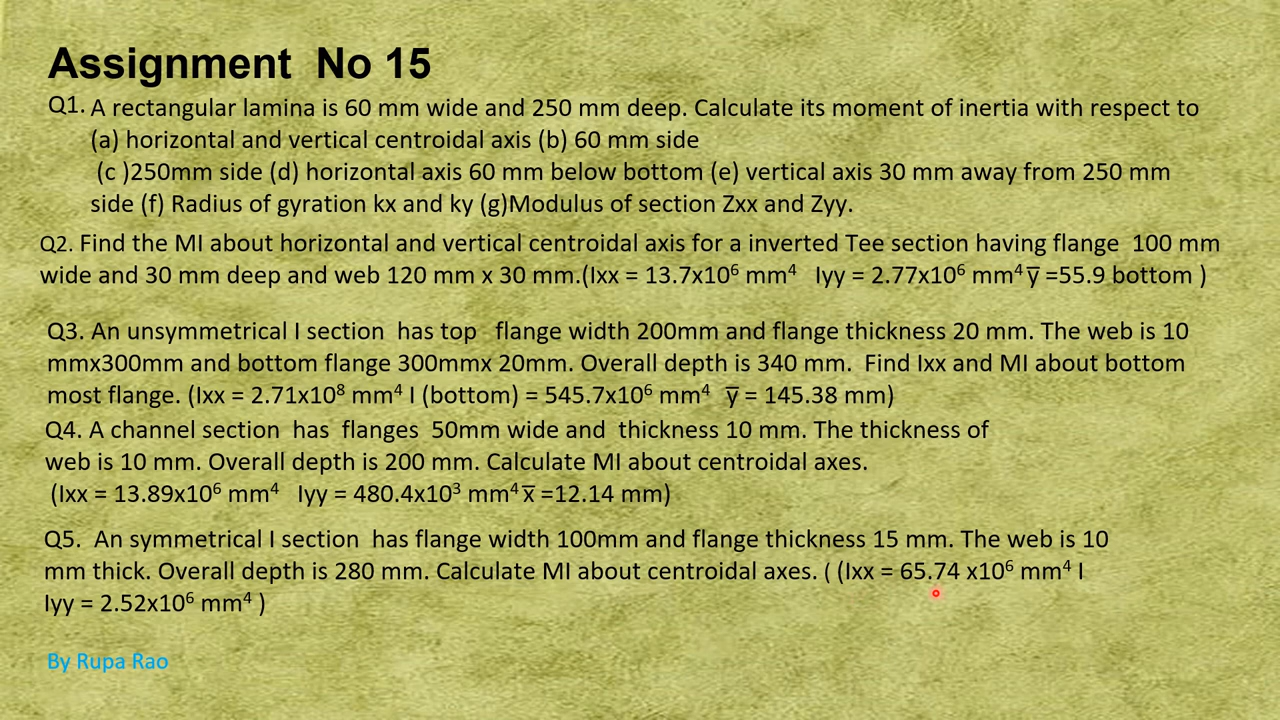 Assignment  No 15
Q1. A rectangular lamina is 60 mm wide and 250 mm deep. Calculate its moment of inertia with respect to
(a) horizontal and vertical centroidal axis (b) 60 mm side
(c )250mm side (d) horizontal axis 60 mm below bottom (e) vertical axis 30 mm away from 250 mm
side (f) Radius of gyration kx and ky (g)Modulus of section Zxx and Zyy.
Q2. Find the MI about horizontal and vertical centroidal axis for a inverted Tee section having flange  100 mm
wide and 30 mm deep and web 120 mm x 30 mm.(Ixx = 13.7x10⁶ mm⁴   Iyy = 2.77x10⁶ mm⁴ y̅ =55.9 bottom )
Q3. An unsymmetrical I section  has top   flange width 200mm and flange thickness 20 mm. The web is 10
mmx300mm and bottom flange 300mmx 20mm. Overall depth is 340 mm.  Find Ixx and MI about bottom
most flange. (Ixx = 2.71x10⁸ mm⁴ I (bottom) = 545.7x10⁶ mm⁴  y̅ = 145.38 mm)
Q4. A channel section  has  flanges  50mm wide and  thickness 10 mm. The thickness of
web is 10 mm. Overall depth is 200 mm. Calculate MI about centroidal axes.
(Ixx = 13.89x10⁶ mm⁴   Iyy = 480.4x10³ mm⁴ x̅ =12.14 mm)
Q5.  An symmetrical I section  has flange width 100mm and flange thickness 15 mm. The web is 10
mm thick. Overall depth is 280 mm. Calculate MI about centroidal axes. ( (Ixx = 65.74 x10⁶ mm⁴ I
Iyy = 2.52x10⁶ mm⁴ )
By Rupa Rao